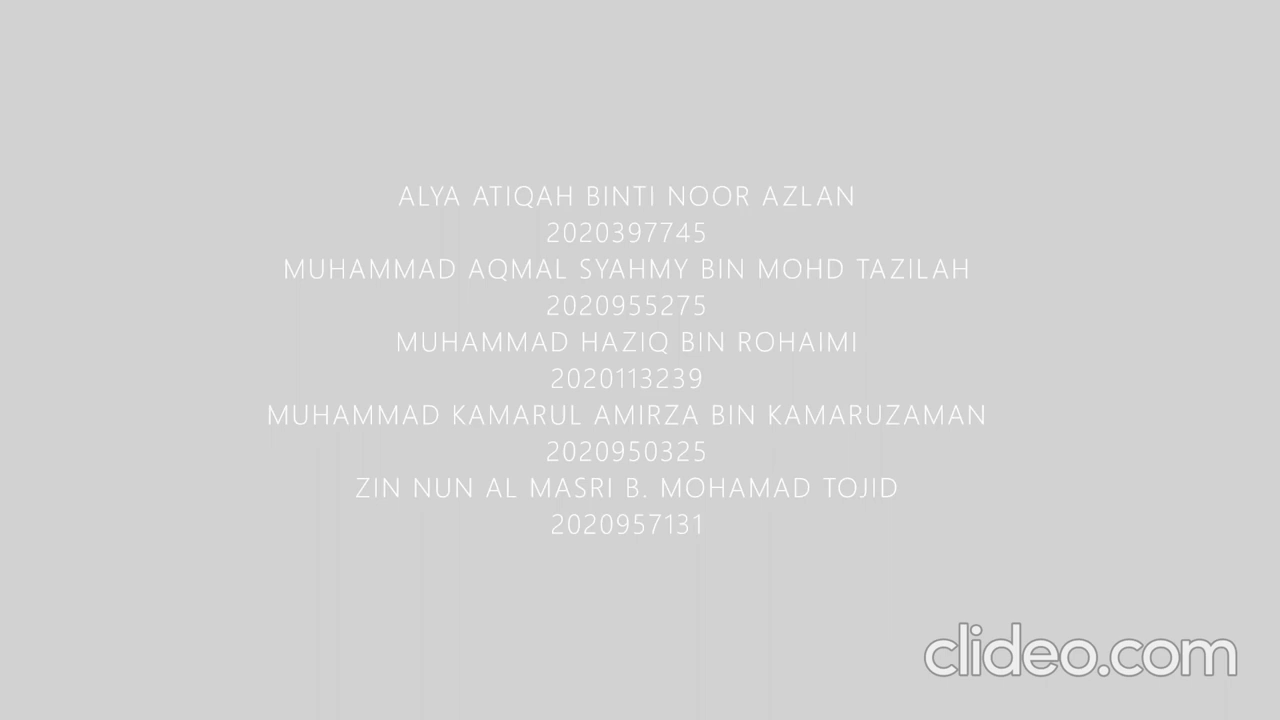 ALYA ATIQAH BINTI NOOR AZLAN
2020397745
MUHAMMAD AQMAL SYAHMY BIN MOHD TAZILAH
2020955275
MUHAMMAD HAZIQ BIN ROHAIMI
2020113239
MUHAMMAD KAMARUL AMIRZA BIN KAMARUZAMAN
2020950325
ZIN NUN AL MASRI B. MOHAMAD TOJID
2020957131
clideo.com